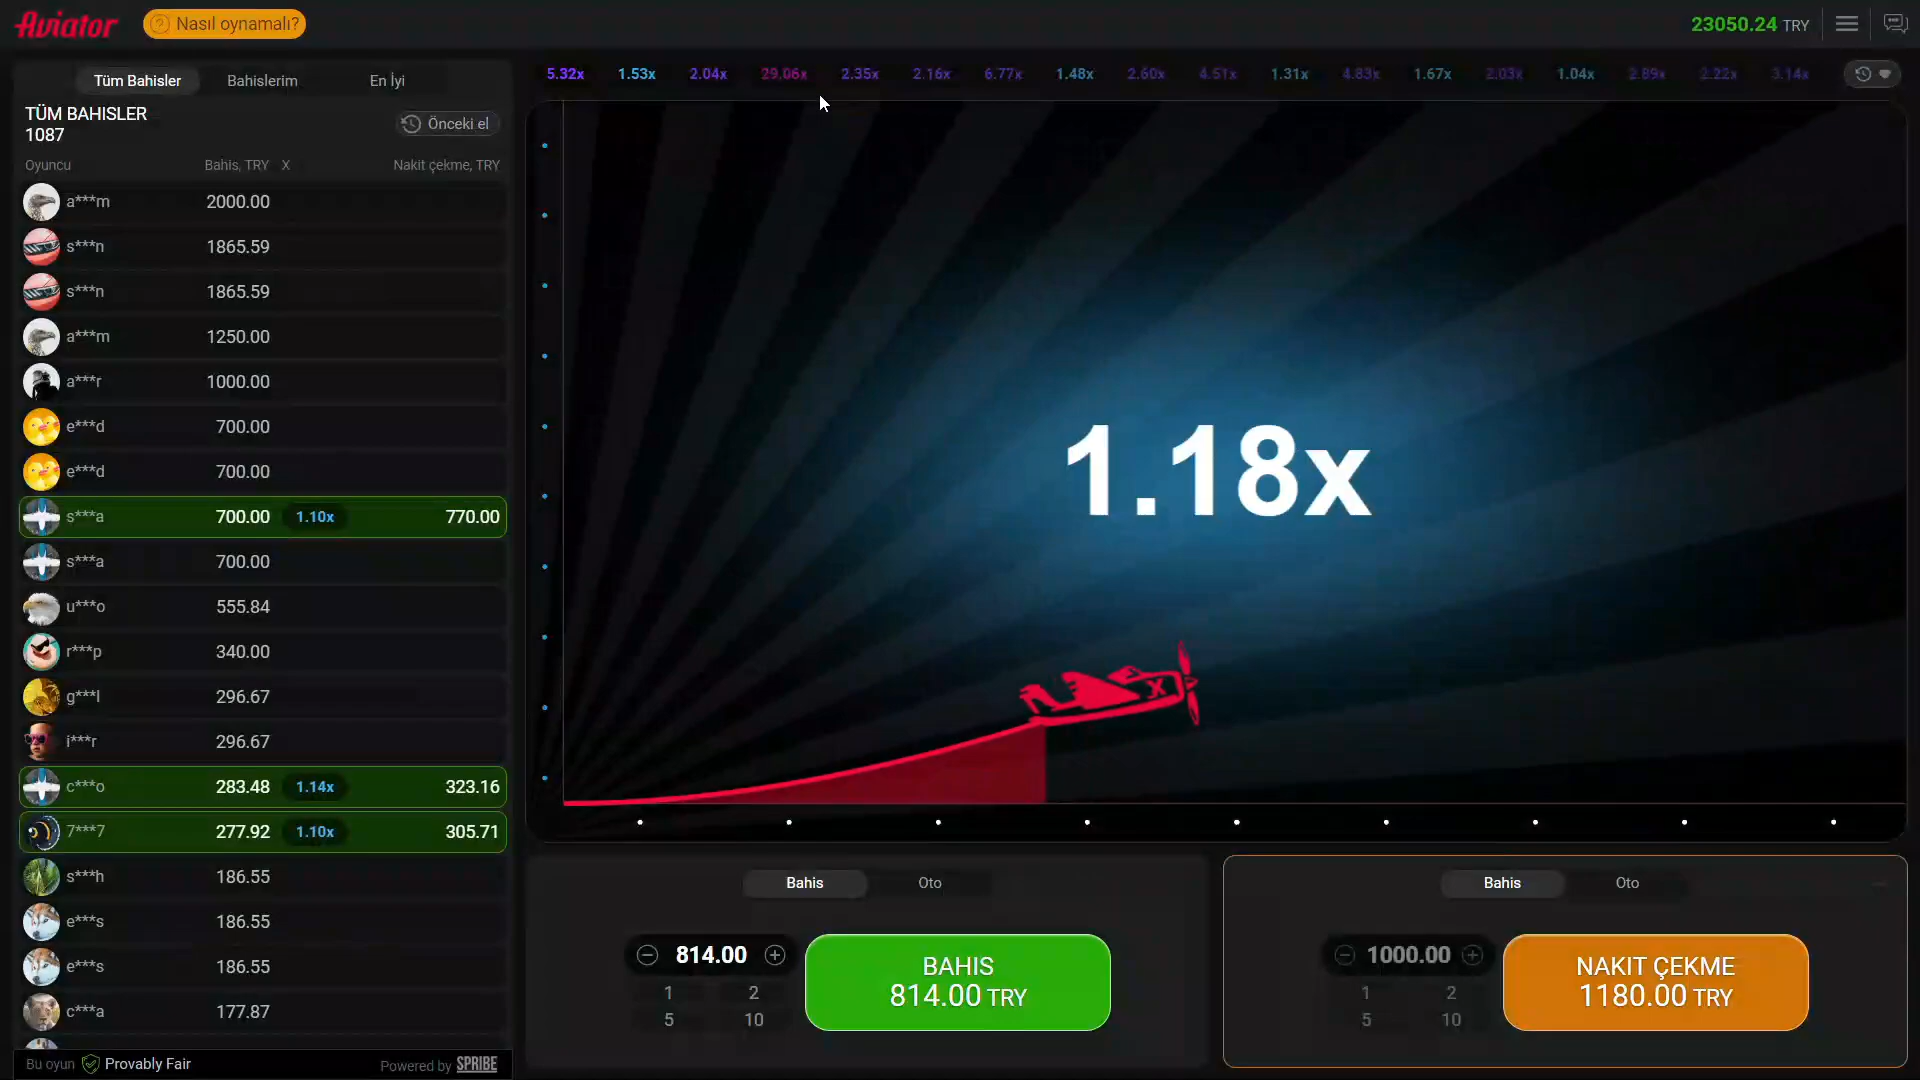 Aviator
? Nasıl oynamalı?
23050.24 TRY
Tüm Bahisler Bahislerim En İyi
5.32x 1.53x 2.04x 29.06x 2.35x 2.16x 6.77x 1.48x 2.60x 4.51x 1.31x 4.83x 1.67x 2.03x 1.04x 2.89x 2.22x 3.14x
TÜM BAHISLER
1087
Önceki el
Oyuncu Bahis, TRY X Nakit çekme, TRY
a***m 2000.00
s***n 1865.59
s***n 1865.59
a***m 1250.00
a***r 1000.00
e***d 700.00
e***d 700.00
s***a 700.00 1.10x 770.00
s***a 700.00
u***o 555.84
r***p 340.00
g***l 296.67
i***r 296.67
c***o 283.48 1.14x 323.16
7***7 277.92 1.10x 305.71
s***h 186.55
e***s 186.55
e***s 186.55
c***a 177.87
Bu oyun Provably Fair Powered by SPRIBE
1.18x
X
Bahis Oto
814.00
1 2
5 10
BAHIS
814.00 TRY
Bahis Oto
1000.00
1 2
5 10
NAKIT ÇEKME
1180.00 TRY